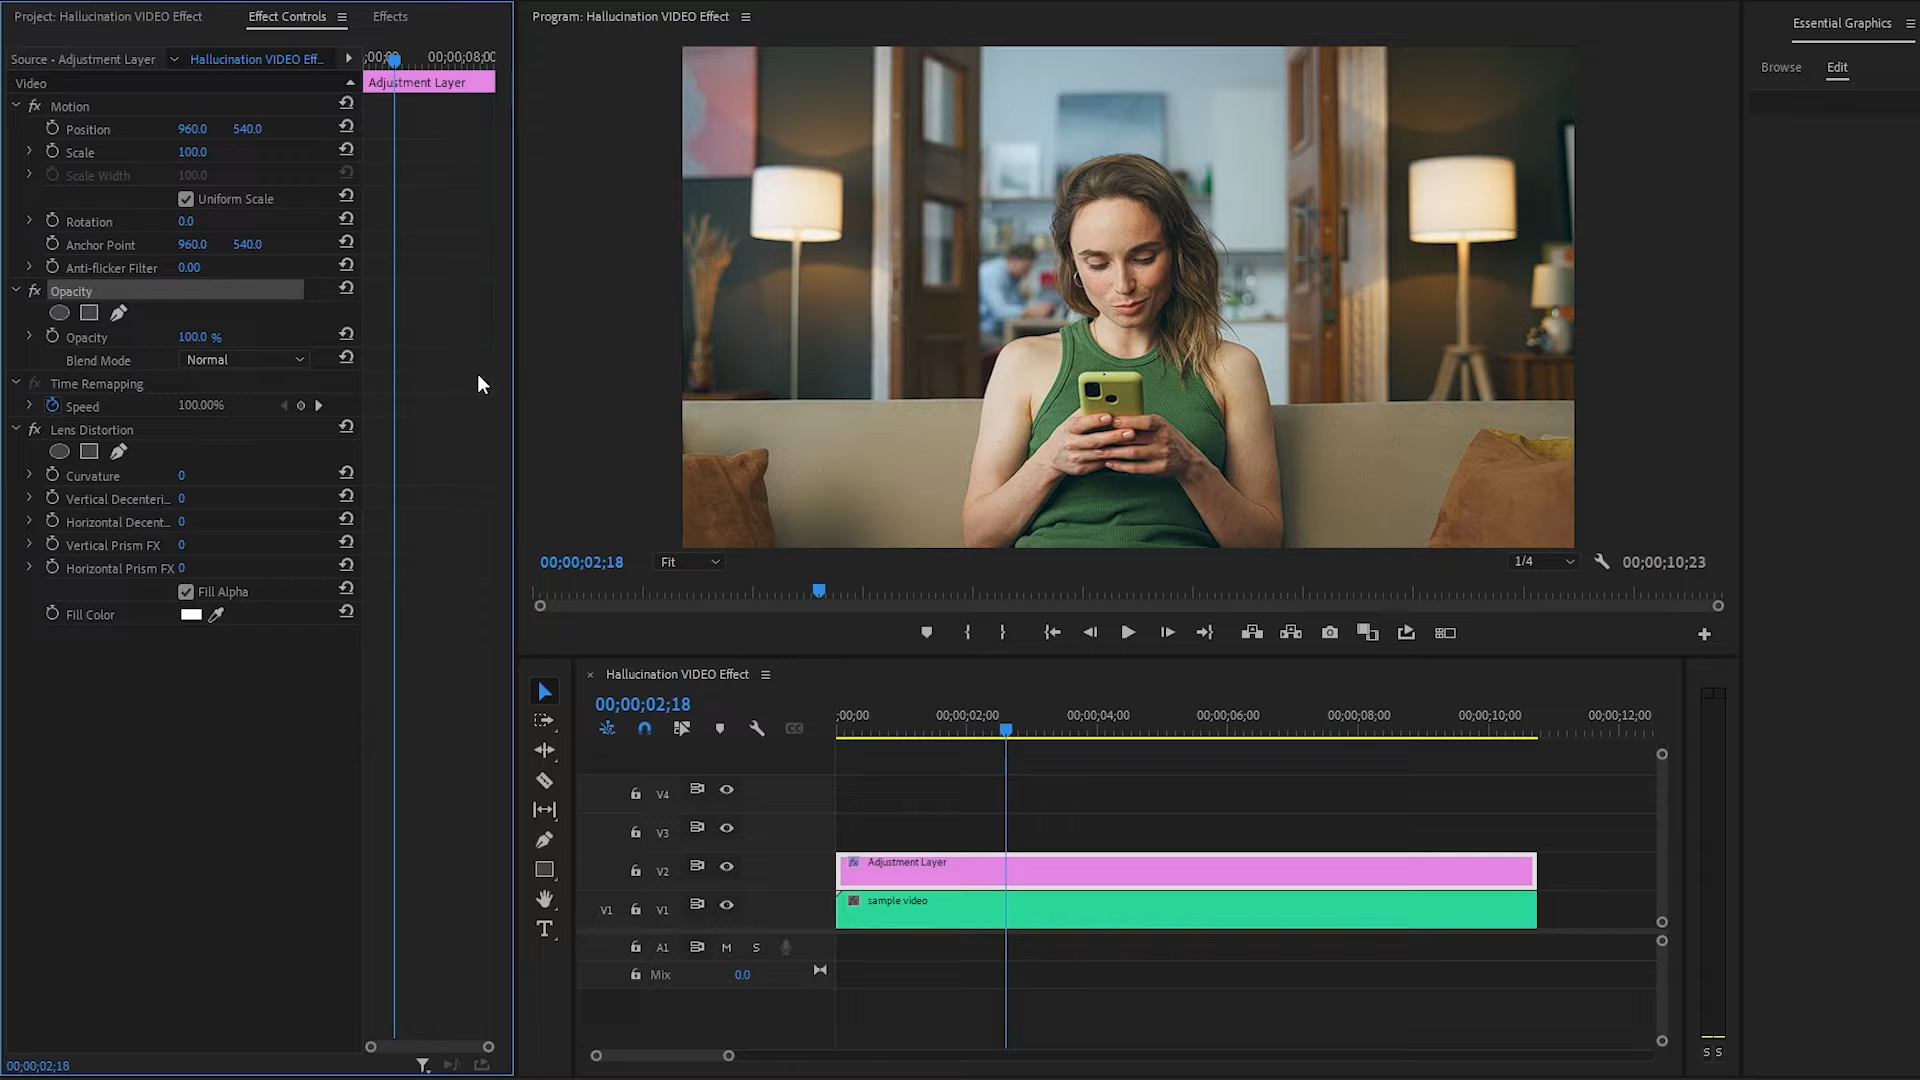 Project: Hallucination VIDEO Effect
Effect Controls
Effects
Source • Adjustment Layer
Hallucination VIDEO Eff...
;00;00
00;00;08;00
Video
Adjustment Layer
fx Motion
Position 960.0 540.0
Scale 100.0
Scale Width 100.0
Uniform Scale
Rotation 0.0
Anchor Point 960.0 540.0
Anti-flicker Filter 0.00
fx Opacity
Opacity 100.0 %
Blend Mode Normal
fx Time Remapping
Speed 100.00%
fx Lens Distortion
Curvature 0
Vertical Decenteri... 0
Horizontal Decent... 0
Vertical Prism FX 0
Horizontal Prism FX 0
Fill Alpha
Fill Color
00;00;02;18
Program: Hallucination VIDEO Effect
00;00;02;18
Fit
1/4
00;00;10;23
Essential Graphics
Browse
Edit
× Hallucination VIDEO Effect
00;00;02;18
CC
;00;00
00;00;02;00
00;00;04;00
00;00;06;00
00;00;08;00
00;00;10;00
00;00;12;00
V4
V3
V2
fx Adjustment Layer
V1
V1
fx sample video
A1
M
S
Mix
0.0
T
S S